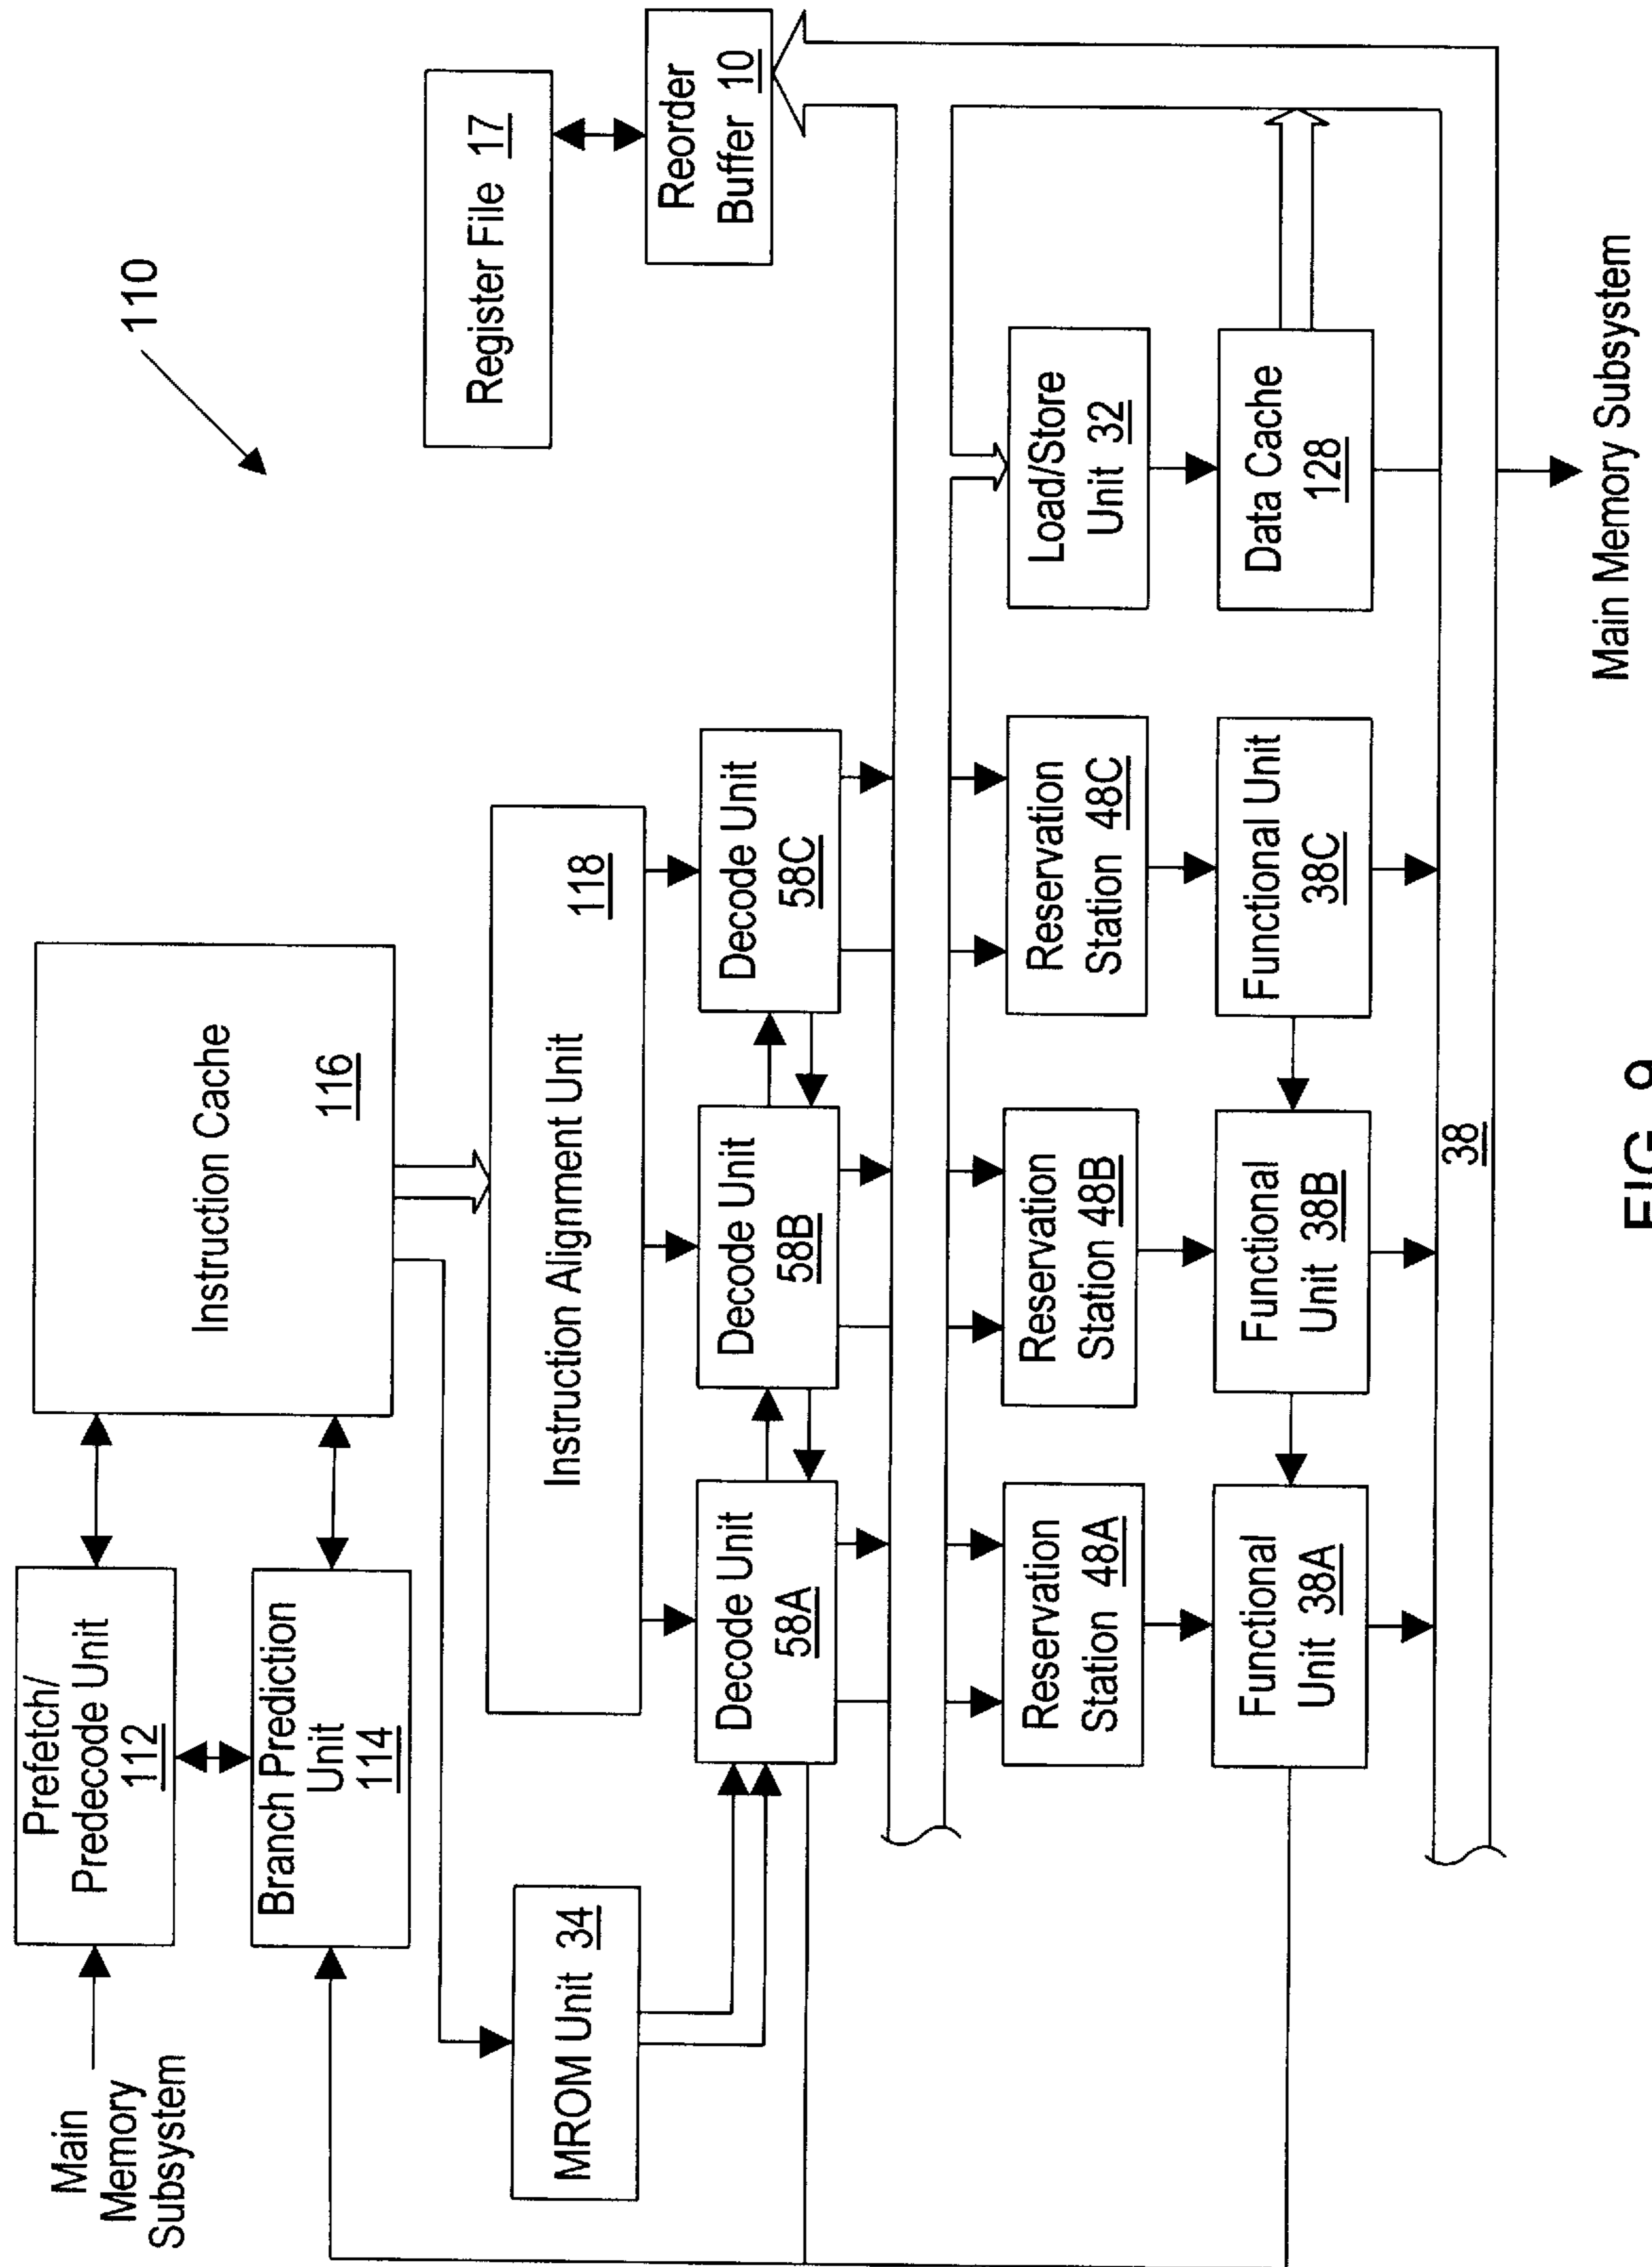 110
Main
Memory
Subsystem
Prefetch/
Predecode Unit
112
Branch Prediction
Unit
114
Instruction Cache
116
Register File 17
Reorder
Buffer 10
MROM Unit 34
Instruction Alignment Unit
118
Decode Unit
58A
Decode Unit
58B
Decode Unit
58C
Reservation
Station 48A
Reservation
Station 48B
Reservation
Station 48C
Load/Store
Unit 32
Functional
Unit 38A
Functional
Unit 38B
Functional Unit
38C
Data Cache
128
38
Main Memory Subsystem
FIG. 9